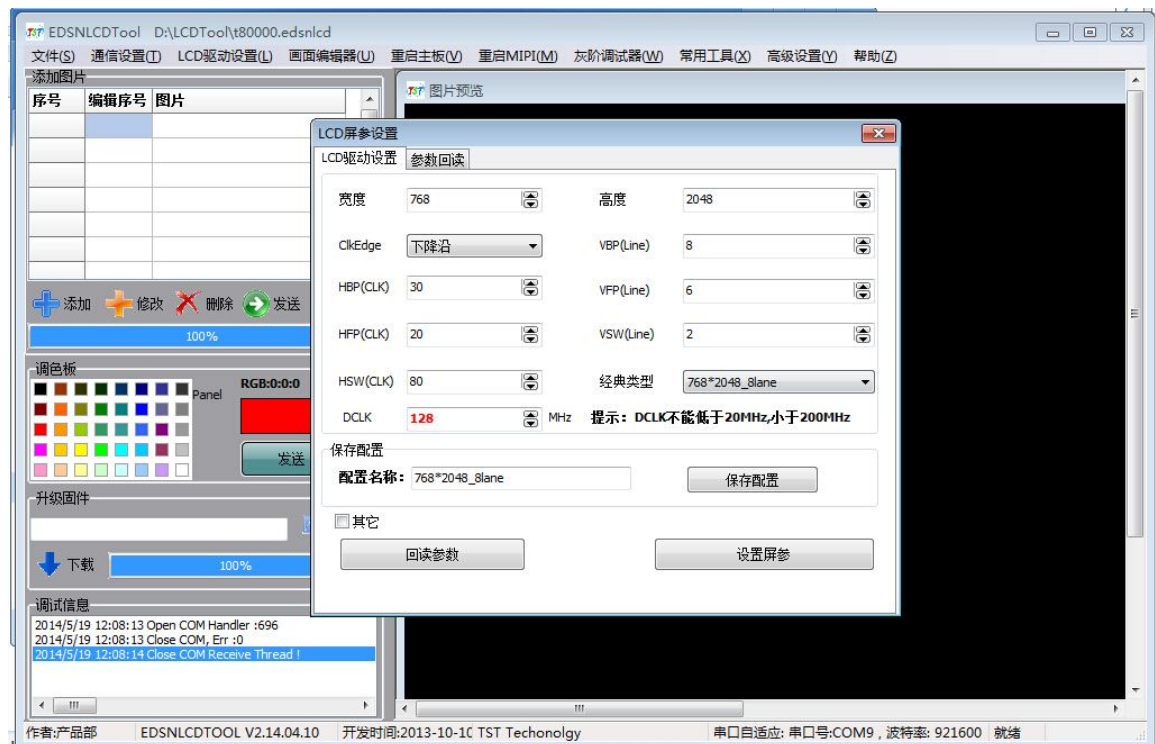 TST EDSNLCDTool D:\LCDTool\t80000.edsnlcd
文件(S) 通信设置(T) LCD驱动设置(L) 画面编辑器(U) 重启主板(V) 重启MIPI(M) 灰阶调试器(W) 常用工具(X) 高级设置(Y) 帮助(Z)
添加图片
序号 编辑序号 图片
TST 图片预览
LCD屏参设置
LCD驱动设置 参数回读
宽度 768 高度 2048
ClkEdge 下降沿 VBP(Line) 8
HBP(CLK) 30 VFP(Line) 6
HFP(CLK) 20 VSW(Line) 2
HSW(CLK) 80 经典类型 768*2048_8lane
DCLK 128 MHz 提示：DCLK不能低于20MHz,小于200MHz
保存配置
配置名称： 768*2048_8lane 保存配置
其它
回读参数 设置屏参
添加 修改 删除 发送
100%
调色板
Panel RGB:0:0:0
发送
升级固件
下载 100%
调试信息
2014/5/19 12:08:13 Open COM Handler :696
2014/5/19 12:08:13 Close COM, Err :0
2014/5/19 12:08:14 Close COM Receive Thread !
作者:产品部 EDSNLCDTOOL V2.14.04.10 开发时间:2013-10-10 TST Techonolgy 串口自适应: 串口号:COM9 , 波特率: 921600 就绪